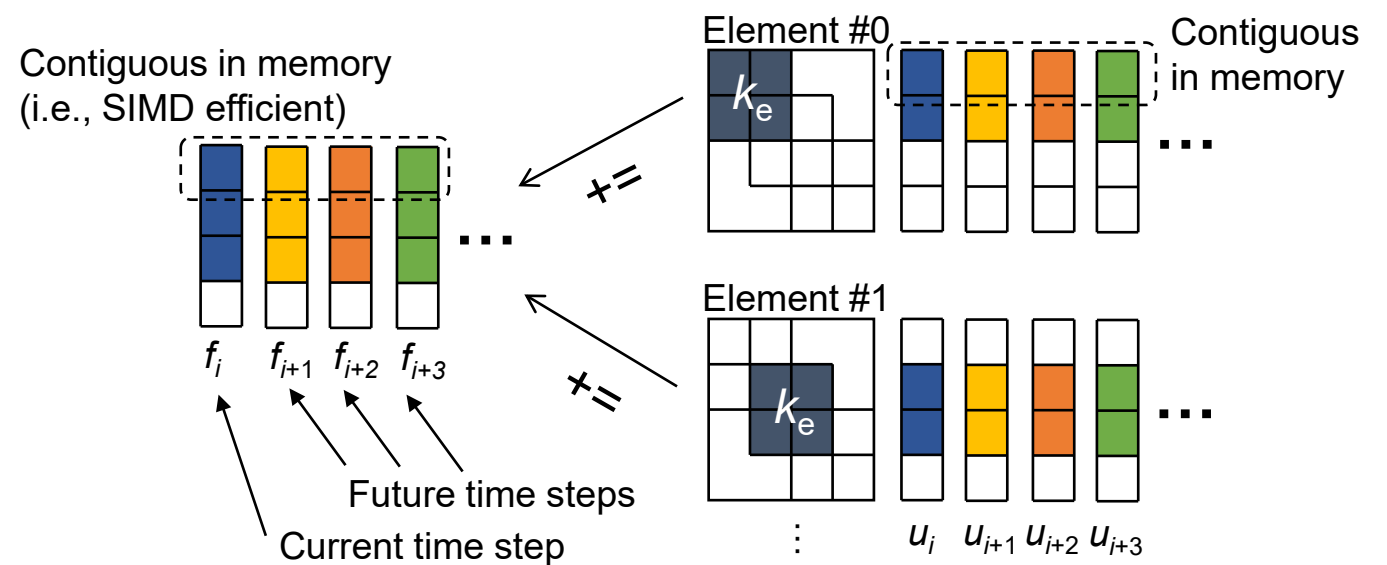 Contiguous in memory
(i.e., SIMD efficient)
...
fi fi+1 fi+2 fi+3
Future time steps
Current time step
+=
+=
Element #0
ke
Contiguous
in memory
...
Element #1
ke
...
⋮
ui ui+1 ui+2 ui+3